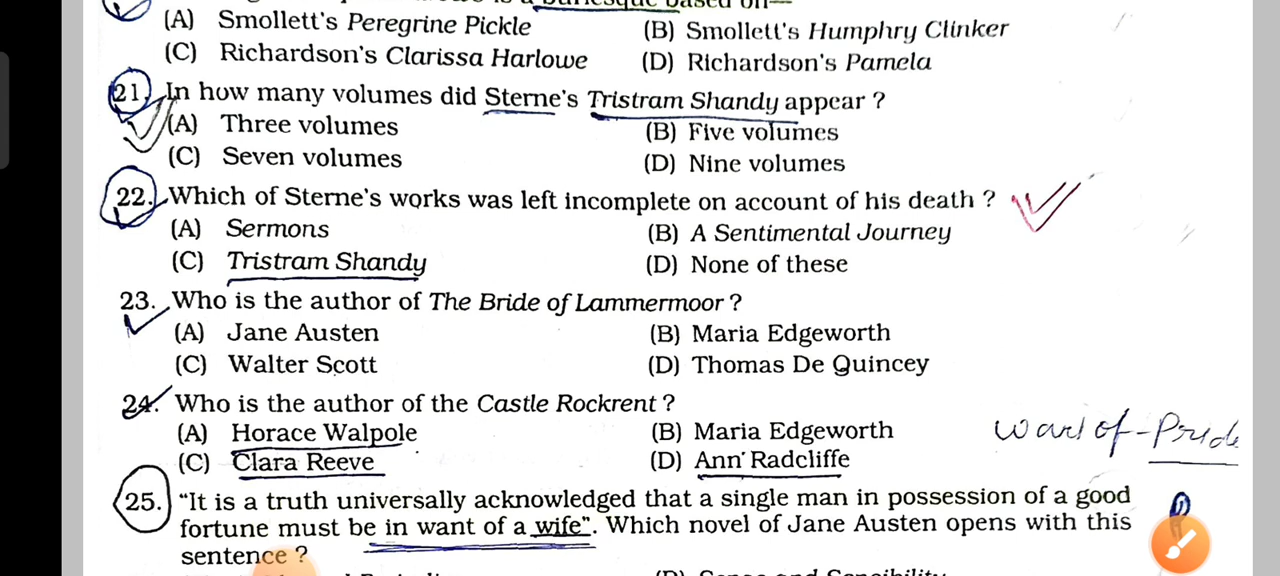 burlesque based on—
(A) Smollett's Peregrine Pickle (B) Smollett's Humphry Clinker
(C) Richardson's Clarissa Harlowe (D) Richardson's Pamela
21. In how many volumes did Sterne's Tristram Shandy appear ?
(A) Three volumes (B) Five volumes
(C) Seven volumes (D) Nine volumes
22. Which of Sterne's works was left incomplete on account of his death ?
(A) Sermons (B) A Sentimental Journey
(C) Tristram Shandy (D) None of these
23. Who is the author of The Bride of Lammermoor ?
(A) Jane Austen (B) Maria Edgeworth
(C) Walter Scott (D) Thomas De Quincey
24. Who is the author of the Castle Rockrent ?
(A) Horace Walpole (B) Maria Edgeworth
(C) Clara Reeve (D) Ann Radcliffe
want of - Pride
25. "It is a truth universally acknowledged that a single man in possession of a good
fortune must be in want of a wife". Which novel of Jane Austen opens with this
sentence ?
(D) Sense and Sensibility